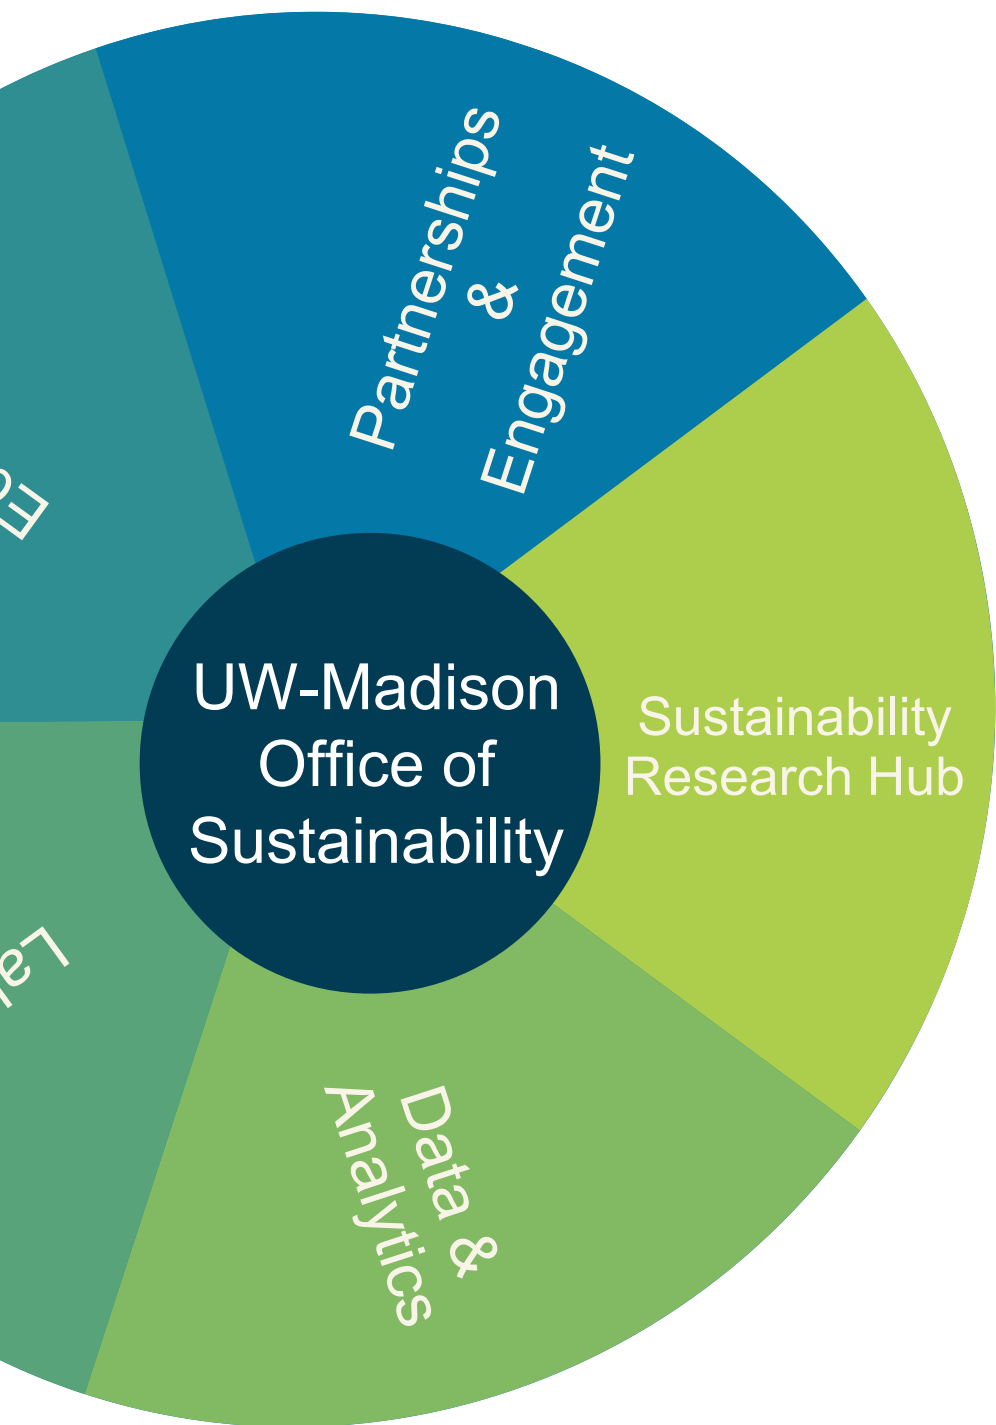 Partnerships
&
Engagement
UW-Madison
Office of
Sustainability
Sustainability
Research Hub
Data &
Analytics